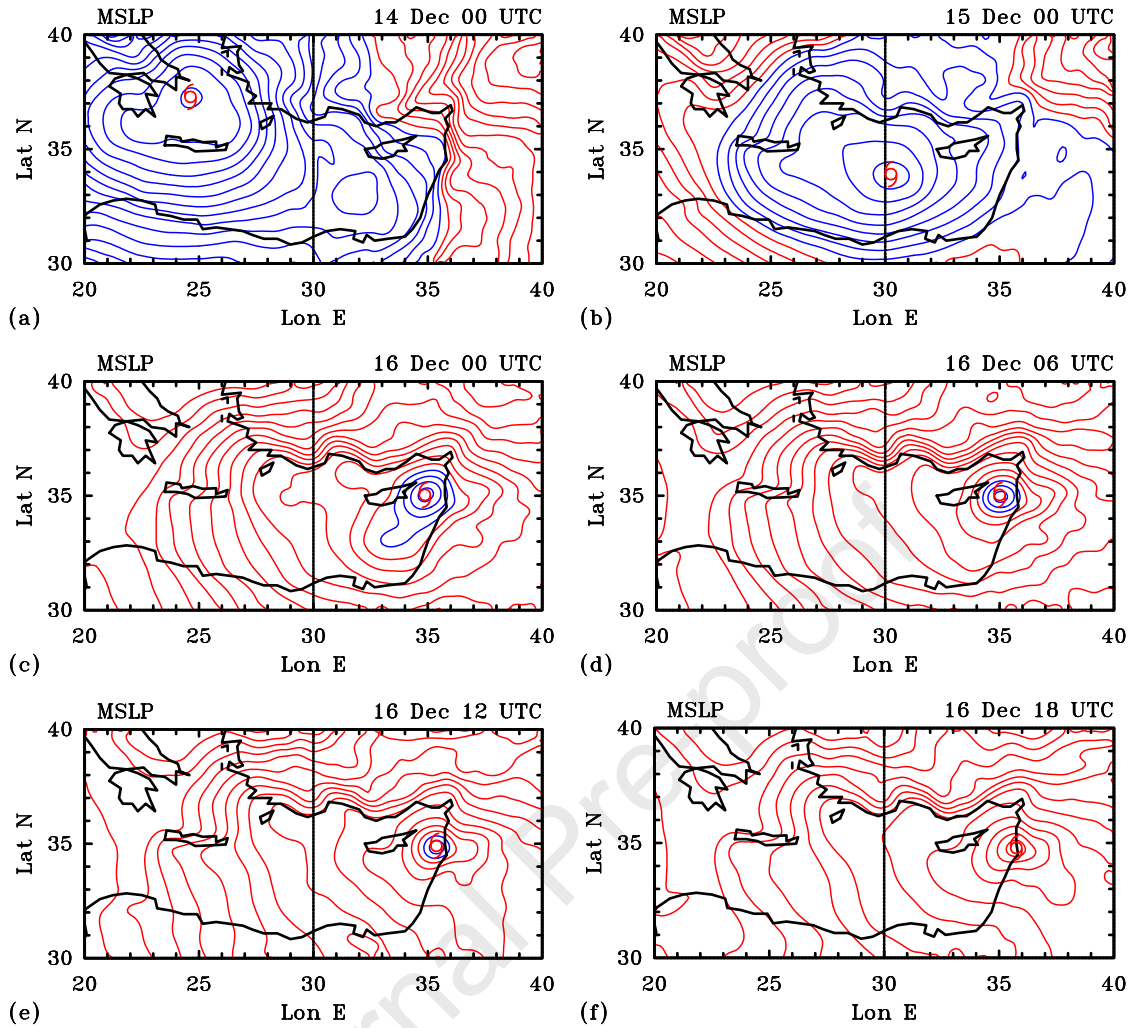 MSLP 14 Dec 00 UTC
MSLP 15 Dec 00 UTC
40
35
30
Lat N
20 25 30 35 40
(a) Lon E
40
35
30
Lat N
20 25 30 35 40
(b) Lon E
MSLP 16 Dec 00 UTC
MSLP 16 Dec 06 UTC
40
35
30
Lat N
20 25 30 35 40
(c) Lon E
40
35
30
Lat N
20 25 30 35 40
(d) Lon E
MSLP 16 Dec 12 UTC
MSLP 16 Dec 18 UTC
40
35
30
Lat N
20 25 30 35 40
(e) Lon E
40
35
30
Lat N
20 25 30 35 40
(f) Lon E
rnal Pre-proof